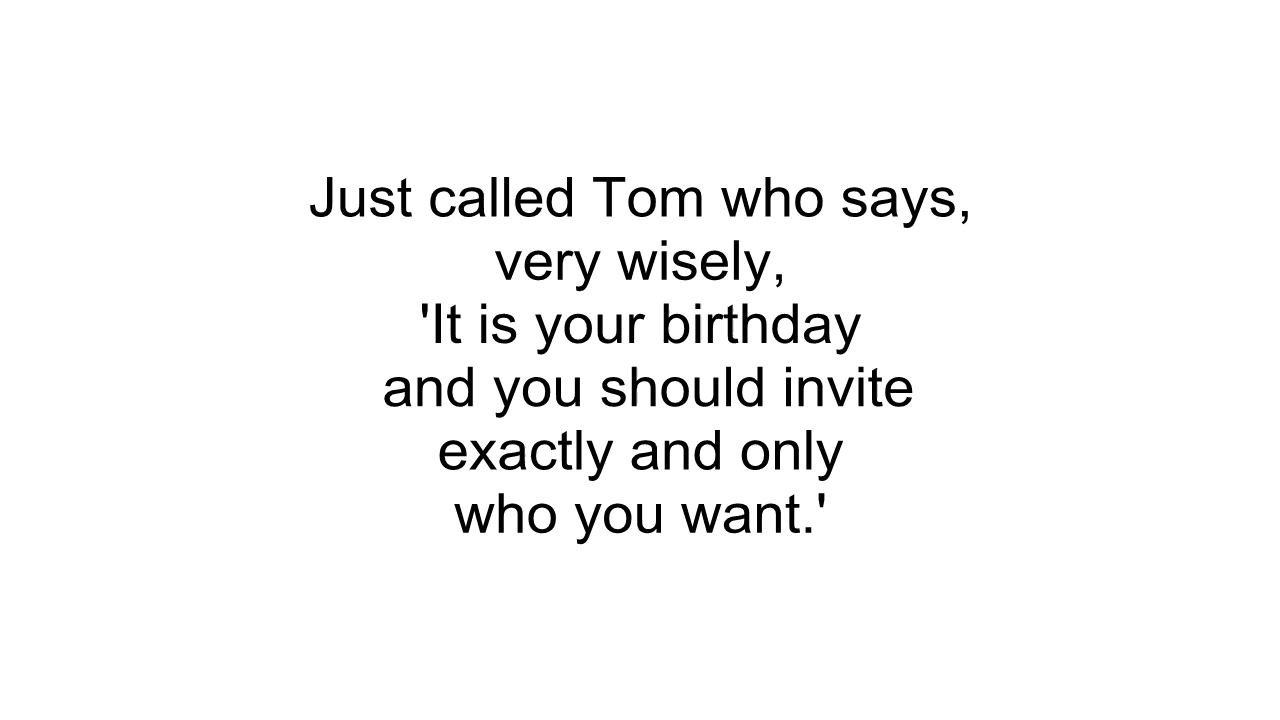 Just called Tom who says,
very wisely,
'It is your birthday
and you should invite
exactly and only
who you want.'